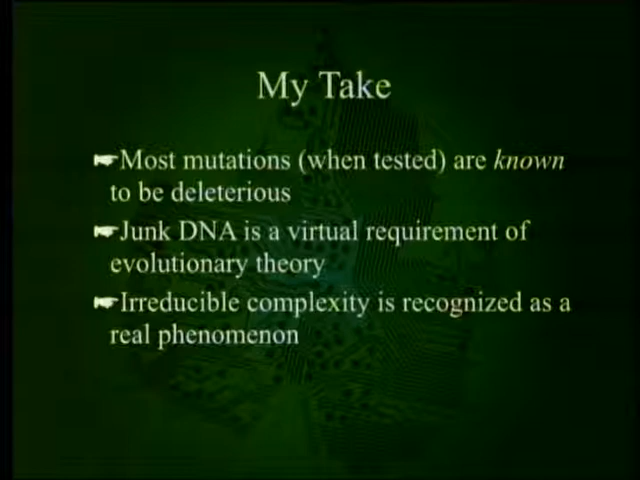 My Take
Most mutations (when tested) are known
to be deleterious
Junk DNA is a virtual requirement of
evolutionary theory
Irreducible complexity is recognized as a
real phenomenon